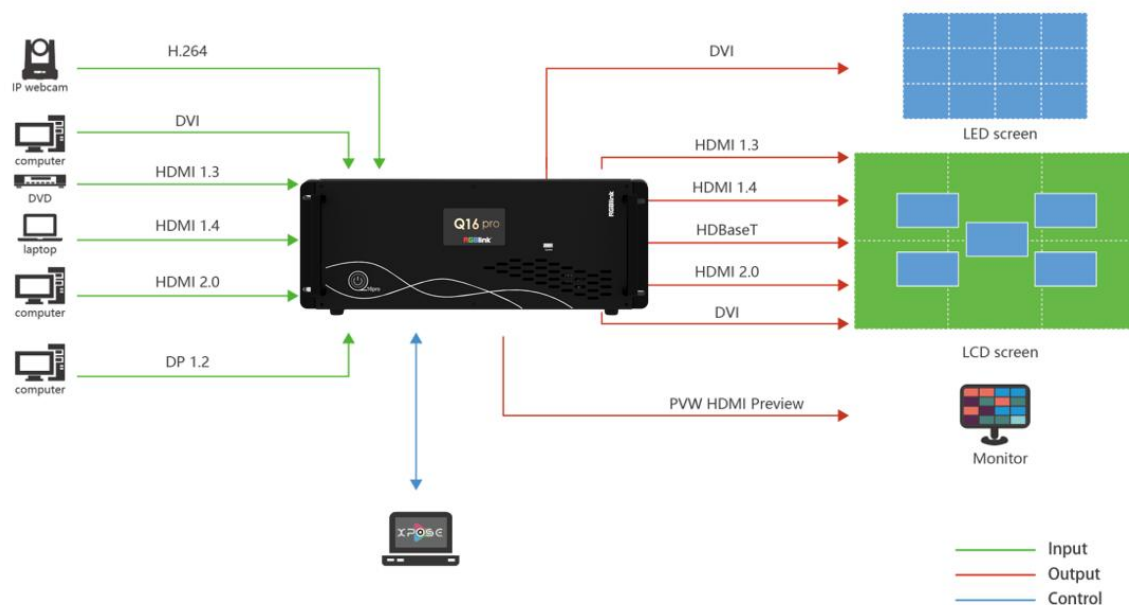 H.264
IP webcam
DVI
computer
HDMI 1.3
DVD
HDMI 1.4
laptop
HDMI 2.0
computer
DP 1.2
computer
Q16 pro
RGBlink
RGBlink
XPOSE
DVI
LED screen
HDMI 1.3
HDMI 1.4
HDBaseT
HDMI 2.0
DVI
LCD screen
PVW HDMI Preview
Monitor
Input
Output
Control